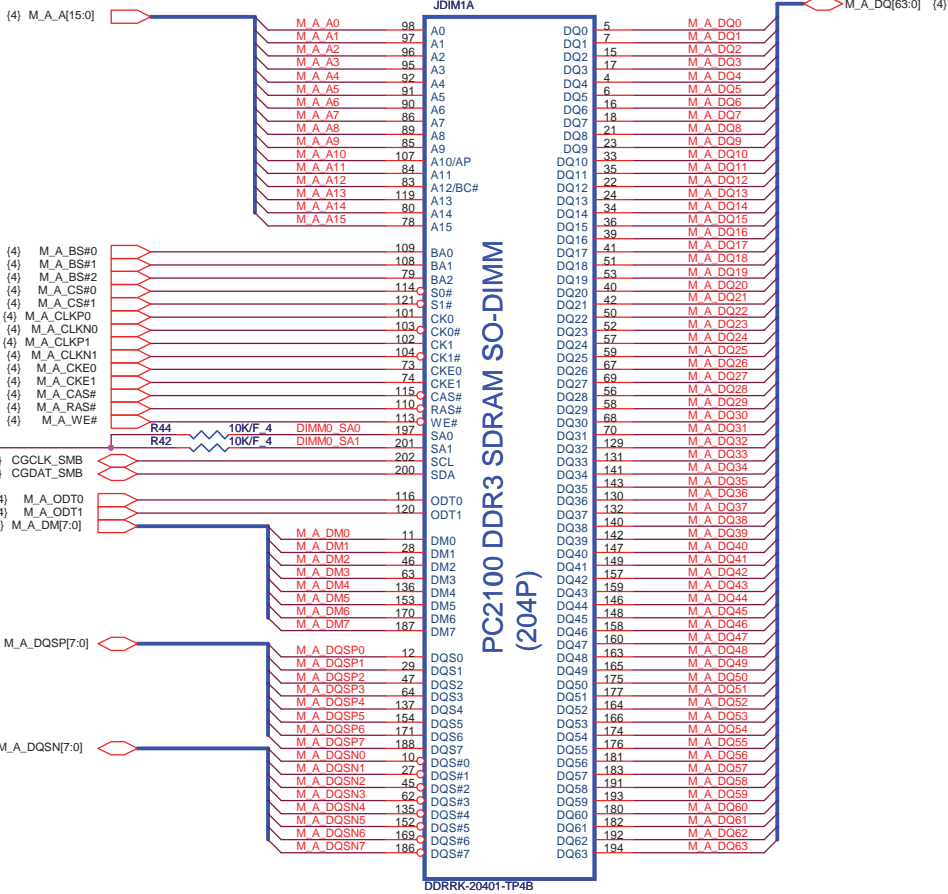 JDIM1A
{4} M_A_A[15:0]
M_A_DQ[63:0] {4}
M_A_A0 98 A0
M_A_A1 97 A1
M_A_A2 96 A2
M_A_A3 95 A3
M_A_A4 92 A4
M_A_A5 91 A5
M_A_A6 90 A6
M_A_A7 86 A7
M_A_A8 89 A8
M_A_A9 85 A9
M_A_A10 107 A10/AP
M_A_A11 84 A11
M_A_A12 83 A12/BC#
M_A_A13 119 A13
M_A_A14 80 A14
M_A_A15 78 A15
{4} M_A_BS#0 109 BA0
{4} M_A_BS#1 108 BA1
{4} M_A_BS#2 79 BA2
{4} M_A_CS#0 114 S0#
{4} M_A_CS#1 121 S1#
{4} M_A_CLKP0 101 CK0
{4} M_A_CLKN0 103 CK0#
{4} M_A_CLKP1 102 CK1
{4} M_A_CLKN1 104 CK1#
{4} M_A_CKE0 73 CKE0
{4} M_A_CKE1 74 CKE1
{4} M_A_CAS# 115 CAS#
{4} M_A_RAS# 110 RAS#
{4} M_A_WE# 113 WE#
R44 10K/F_4 DIMM0_SA0 197 SA0
R42 10K/F_4 DIMM0_SA1 201 SA1
} CGCLK_SMB 202 SCL
} CGDAT_SMB 200 SDA
4} M_A_ODT0 116 ODT0
4} M_A_ODT1 120 ODT1
} M_A_DM[7:0]
M_A_DM0 11 DM0
M_A_DM1 28 DM1
M_A_DM2 46 DM2
M_A_DM3 63 DM3
M_A_DM4 136 DM4
M_A_DM5 153 DM5
M_A_DM6 170 DM6
M_A_DM7 187 DM7
M_A_DQSP[7:0]
M_A_DQSP0 12 DQS0
M_A_DQSP1 29 DQS1
M_A_DQSP2 47 DQS2
M_A_DQSP3 64 DQS3
M_A_DQSP4 137 DQS4
M_A_DQSP5 154 DQS5
M_A_DQSP6 171 DQS6
M_A_DQSP7 188 DQS7
M_A_DQSN[7:0]
M_A_DQSN0 10 DQS#0
M_A_DQSN1 27 DQS#1
M_A_DQSN2 45 DQS#2
M_A_DQSN3 62 DQS#3
M_A_DQSN4 135 DQS#4
M_A_DQSN5 152 DQS#5
M_A_DQSN6 169 DQS#6
M_A_DQSN7 186 DQS#7
PC2100 DDR3 SDRAM SO-DIMM
(204P)
DQ0 5 M_A_DQ0
DQ1 7 M_A_DQ1
DQ2 15 M_A_DQ2
DQ3 17 M_A_DQ3
DQ4 4 M_A_DQ4
DQ5 6 M_A_DQ5
DQ6 16 M_A_DQ6
DQ7 18 M_A_DQ7
DQ8 21 M_A_DQ8
DQ9 23 M_A_DQ9
DQ10 33 M_A_DQ10
DQ11 35 M_A_DQ11
DQ12 22 M_A_DQ12
DQ13 24 M_A_DQ13
DQ14 34 M_A_DQ14
DQ15 36 M_A_DQ15
DQ16 39 M_A_DQ16
DQ17 41 M_A_DQ17
DQ18 51 M_A_DQ18
DQ19 53 M_A_DQ19
DQ20 40 M_A_DQ20
DQ21 42 M_A_DQ21
DQ22 50 M_A_DQ22
DQ23 52 M_A_DQ23
DQ24 57 M_A_DQ24
DQ25 59 M_A_DQ25
DQ26 67 M_A_DQ26
DQ27 69 M_A_DQ27
DQ28 56 M_A_DQ28
DQ29 58 M_A_DQ29
DQ30 68 M_A_DQ30
DQ31 70 M_A_DQ31
DQ32 129 M_A_DQ32
DQ33 131 M_A_DQ33
DQ34 141 M_A_DQ34
DQ35 143 M_A_DQ35
DQ36 130 M_A_DQ36
DQ37 132 M_A_DQ37
DQ38 140 M_A_DQ38
DQ39 142 M_A_DQ39
DQ40 147 M_A_DQ40
DQ41 149 M_A_DQ41
DQ42 157 M_A_DQ42
DQ43 159 M_A_DQ43
DQ44 146 M_A_DQ44
DQ45 148 M_A_DQ45
DQ46 158 M_A_DQ46
DQ47 160 M_A_DQ47
DQ48 163 M_A_DQ48
DQ49 165 M_A_DQ49
DQ50 175 M_A_DQ50
DQ51 177 M_A_DQ51
DQ52 164 M_A_DQ52
DQ53 166 M_A_DQ53
DQ54 174 M_A_DQ54
DQ55 176 M_A_DQ55
DQ56 181 M_A_DQ56
DQ57 183 M_A_DQ57
DQ58 191 M_A_DQ58
DQ59 193 M_A_DQ59
DQ60 180 M_A_DQ60
DQ61 182 M_A_DQ61
DQ62 192 M_A_DQ62
DQ63 194 M_A_DQ63
DDRRK-20401-TP4B